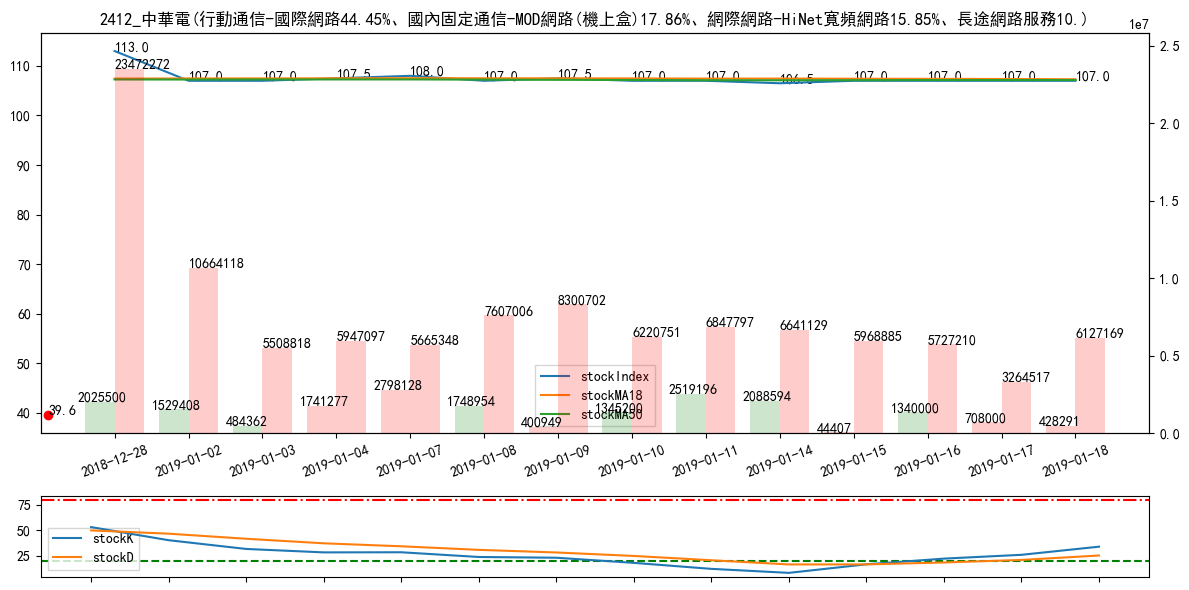 2412_中華電(行動通信-國際網路44.45%、國內固定通信-MOD網路(機上盒)17.86%、網際網路-HiNet寬頻網路15.85%、長途網路服務10.)
1e7
113.0 107.0 107.0 107.5 108.0 107.0 107.5 107.0 107.0 106.5 107.0 107.0 107.0 107.0
23472272 10664118 5508818 5947097 5665348 7607006 8300702 6220751 6847797 6641129 5968885 5727210 3264517 6127169
39.6
2025500 1529408 484362 1741277 2798128 1748954 400949 1345200 2519196 2088594 44407 1340000 708000 428291
110
100
90
80
70
60
50
40
2.5
2.0
1.5
1.0
0.5
0.0
stockIndex
stockMA18
stockMA50
2018-12-28 2019-01-02 2019-01-03 2019-01-04 2019-01-07 2019-01-08 2019-01-09 2019-01-10 2019-01-11 2019-01-14 2019-01-15 2019-01-16 2019-01-17 2019-01-18
75
50
25
stockK
stockD